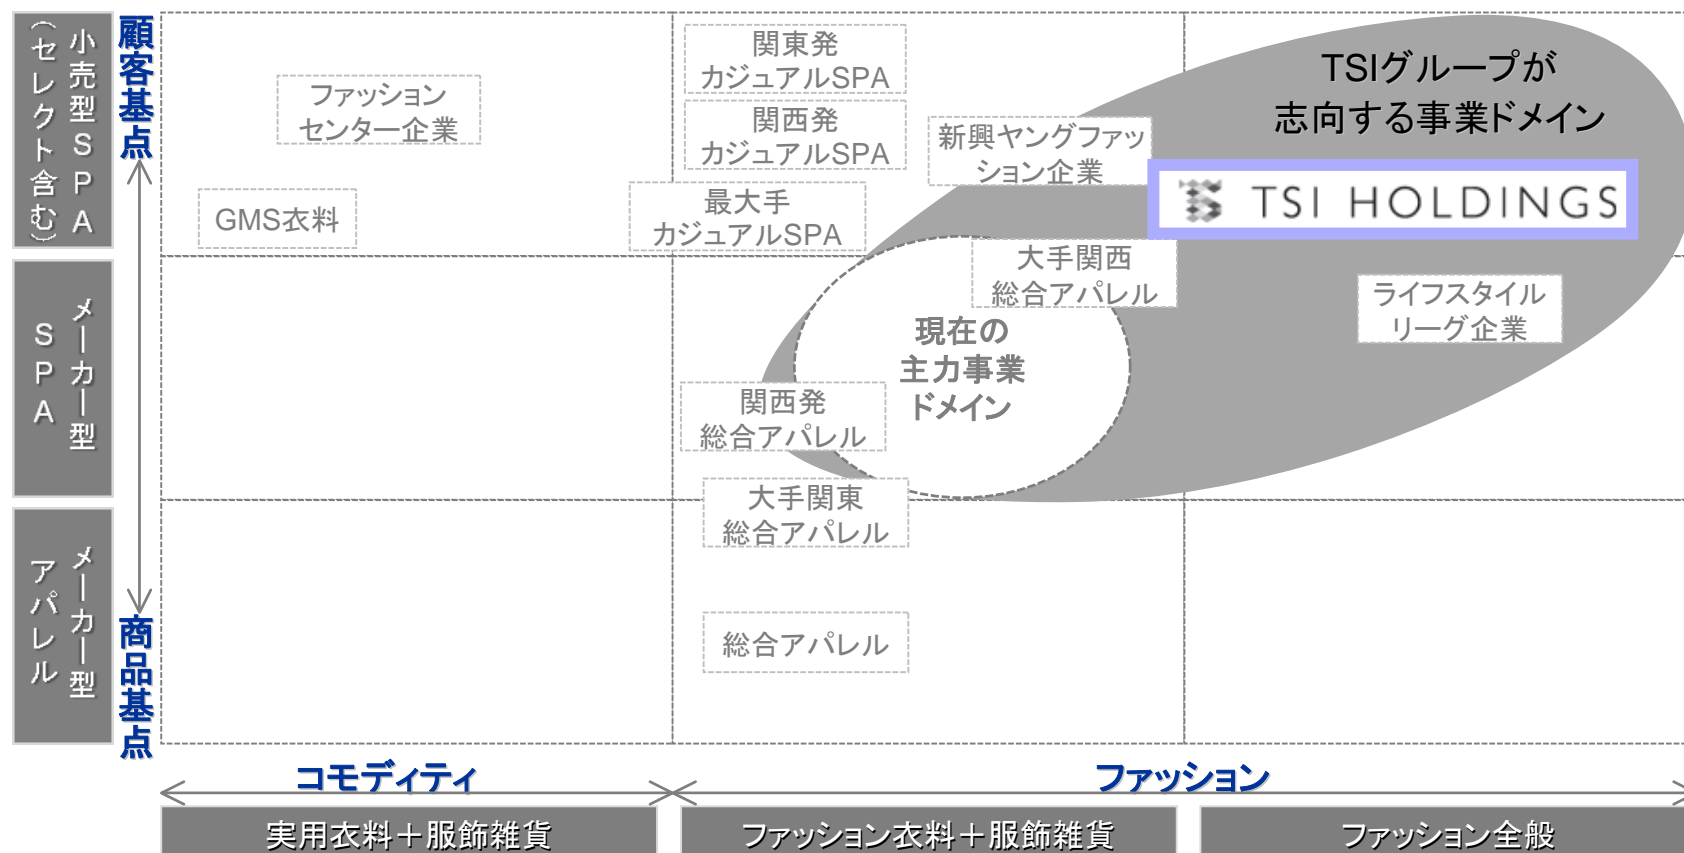 小売型SPA
(セレクト含む)
顧客基点
メーカー型
SPA
メーカー型
アパレル
商品基点
関東発
カジュアルSPA
ファッション
センター企業
関西発
カジュアルSPA
新興ヤングファッ
ション企業
TSIグループが
志向する事業ドメイン
TSI HOLDINGS
GMS衣料
最大手
カジュアルSPA
大手関西
総合アパレル
ライフスタイル
リーグ企業
現在の
主力事業
ドメイン
関西発
総合アパレル
大手関東
総合アパレル
総合アパレル
コモディティ
ファッション
実用衣料+服飾雑貨
ファッション衣料+服飾雑貨
ファッション全般